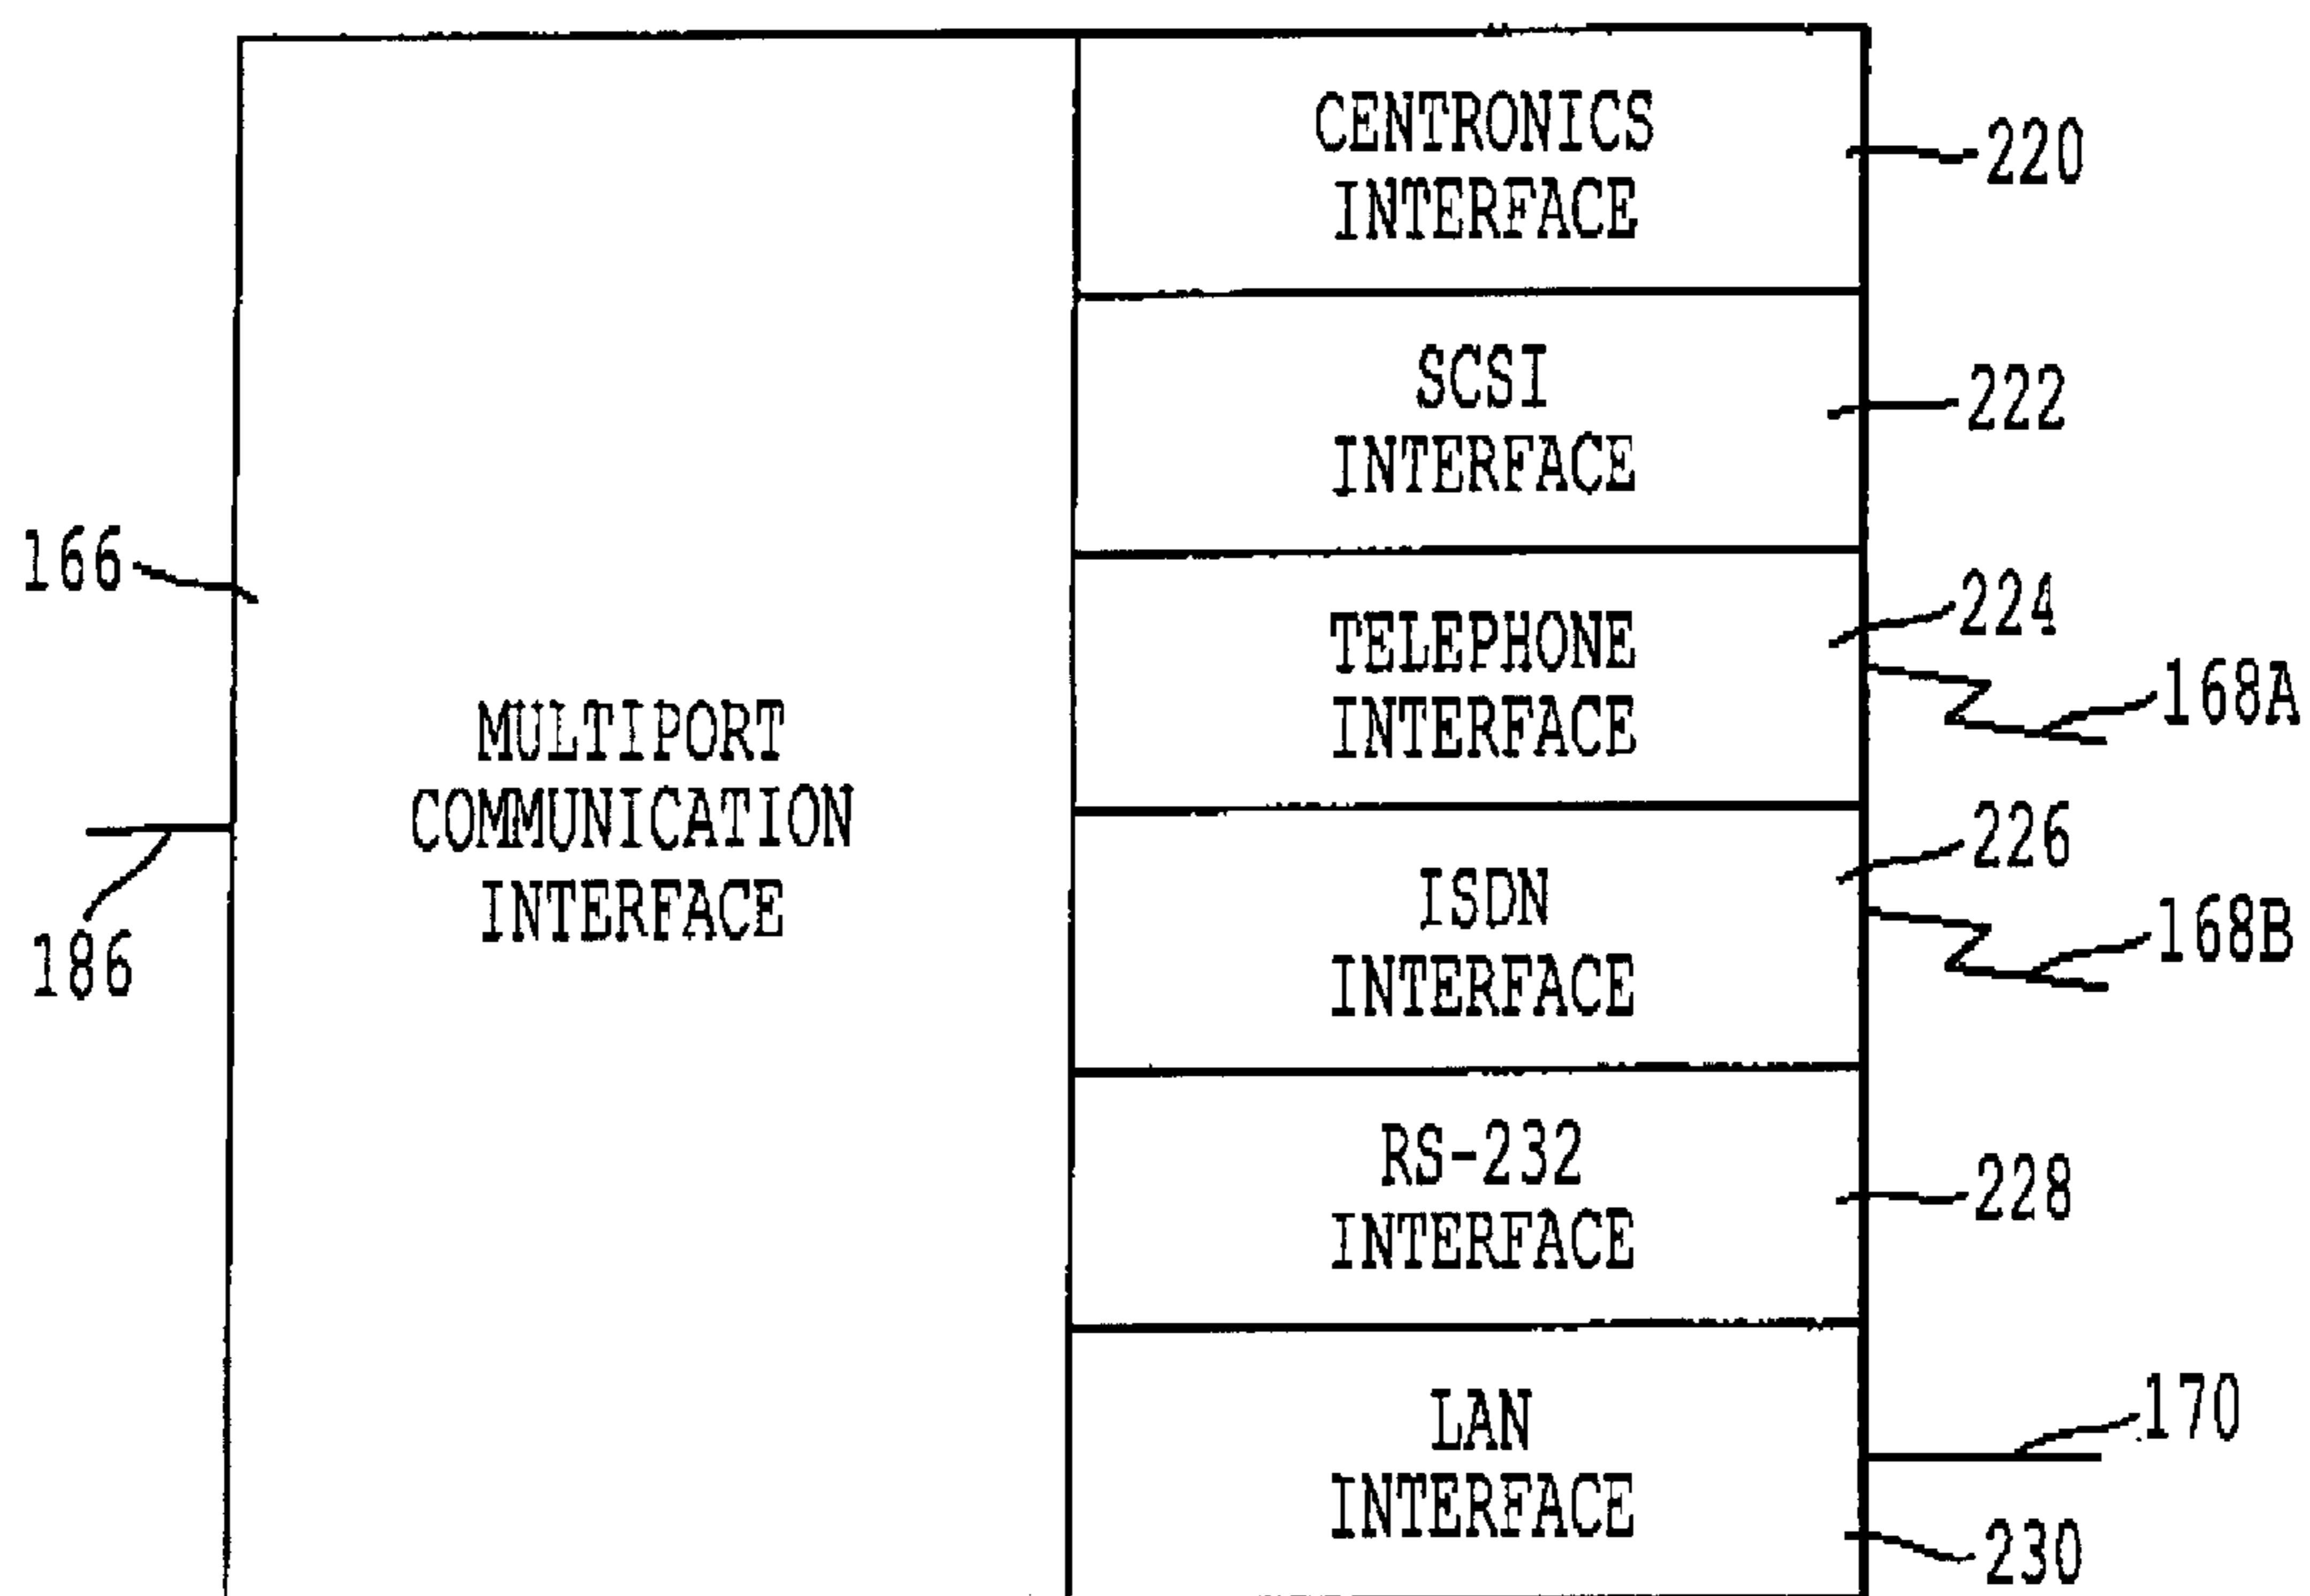 CENTRONICS
INTERFACE
220
SCSI
INTERFACE
222
166
TELEPHONE
INTERFACE
224
168A
MULTIPORT
COMMUNICATION
INTERFACE
186
ISDN
INTERFACE
226
168B
RS-232
INTERFACE
228
LAN
INTERFACE
170
230